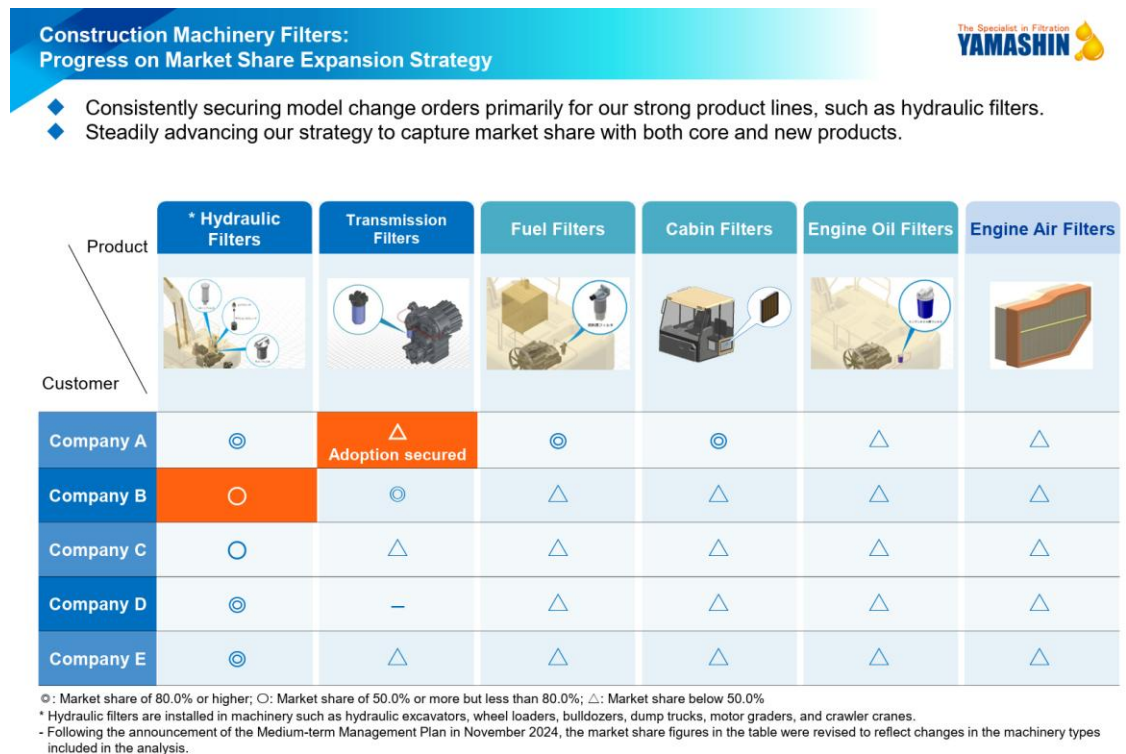 Construction Machinery Filters:
Progress on Market Share Expansion Strategy
The Specialist in Filtration
YAMASHIN
◆ Consistently securing model change orders primarily for our strong product lines, such as hydraulic filters.
◆ Steadily advancing our strategy to capture market share with both core and new products.
Product
Customer
* Hydraulic
Filters
Transmission
Filters
Fuel Filters
Cabin Filters
Engine Oil Filters
Engine Air Filters
Company A ◎ △ ◎ ◎ △ △
Adoption secured
Company B ○ ◎ △ △ △ △
Company C ○ △ △ △ △ △
Company D ◎ – △ △ △ △
Company E ◎ △ △ △ △ △
◎: Market share of 80.0% or higher; ○: Market share of 50.0% or more but less than 80.0%; △: Market share below 50.0%
* Hydraulic filters are installed in machinery such as hydraulic excavators, wheel loaders, bulldozers, dump trucks, motor graders, and crawler cranes.
- Following the announcement of the Medium-term Management Plan in November 2024, the market share figures in the table were revised to reflect changes in the machinery types
included in the analysis.